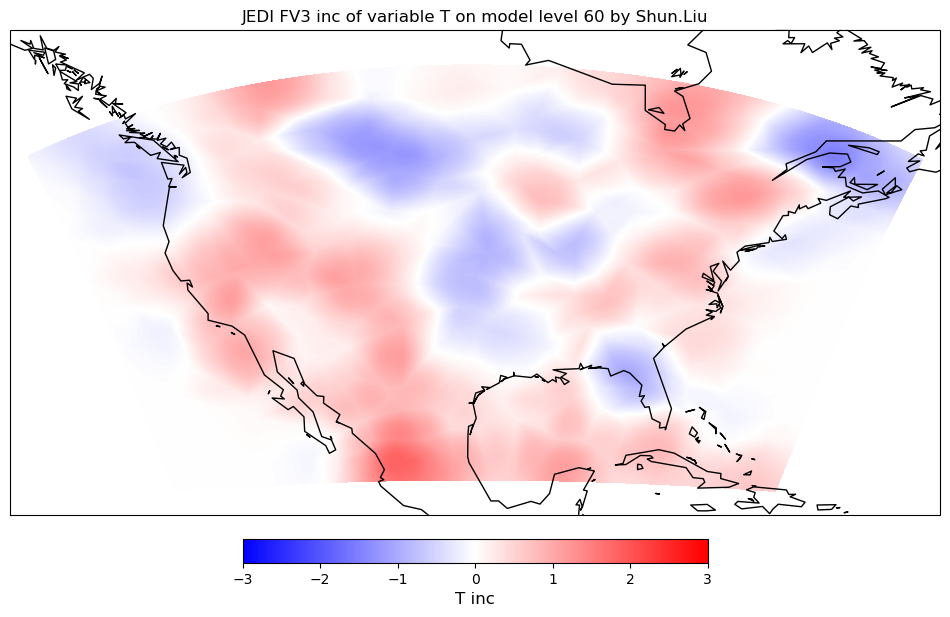 JEDI FV3 inc of variable T on model level 60 by Shun.Liu
−3 −2 −1 0 1 2 3
T inc